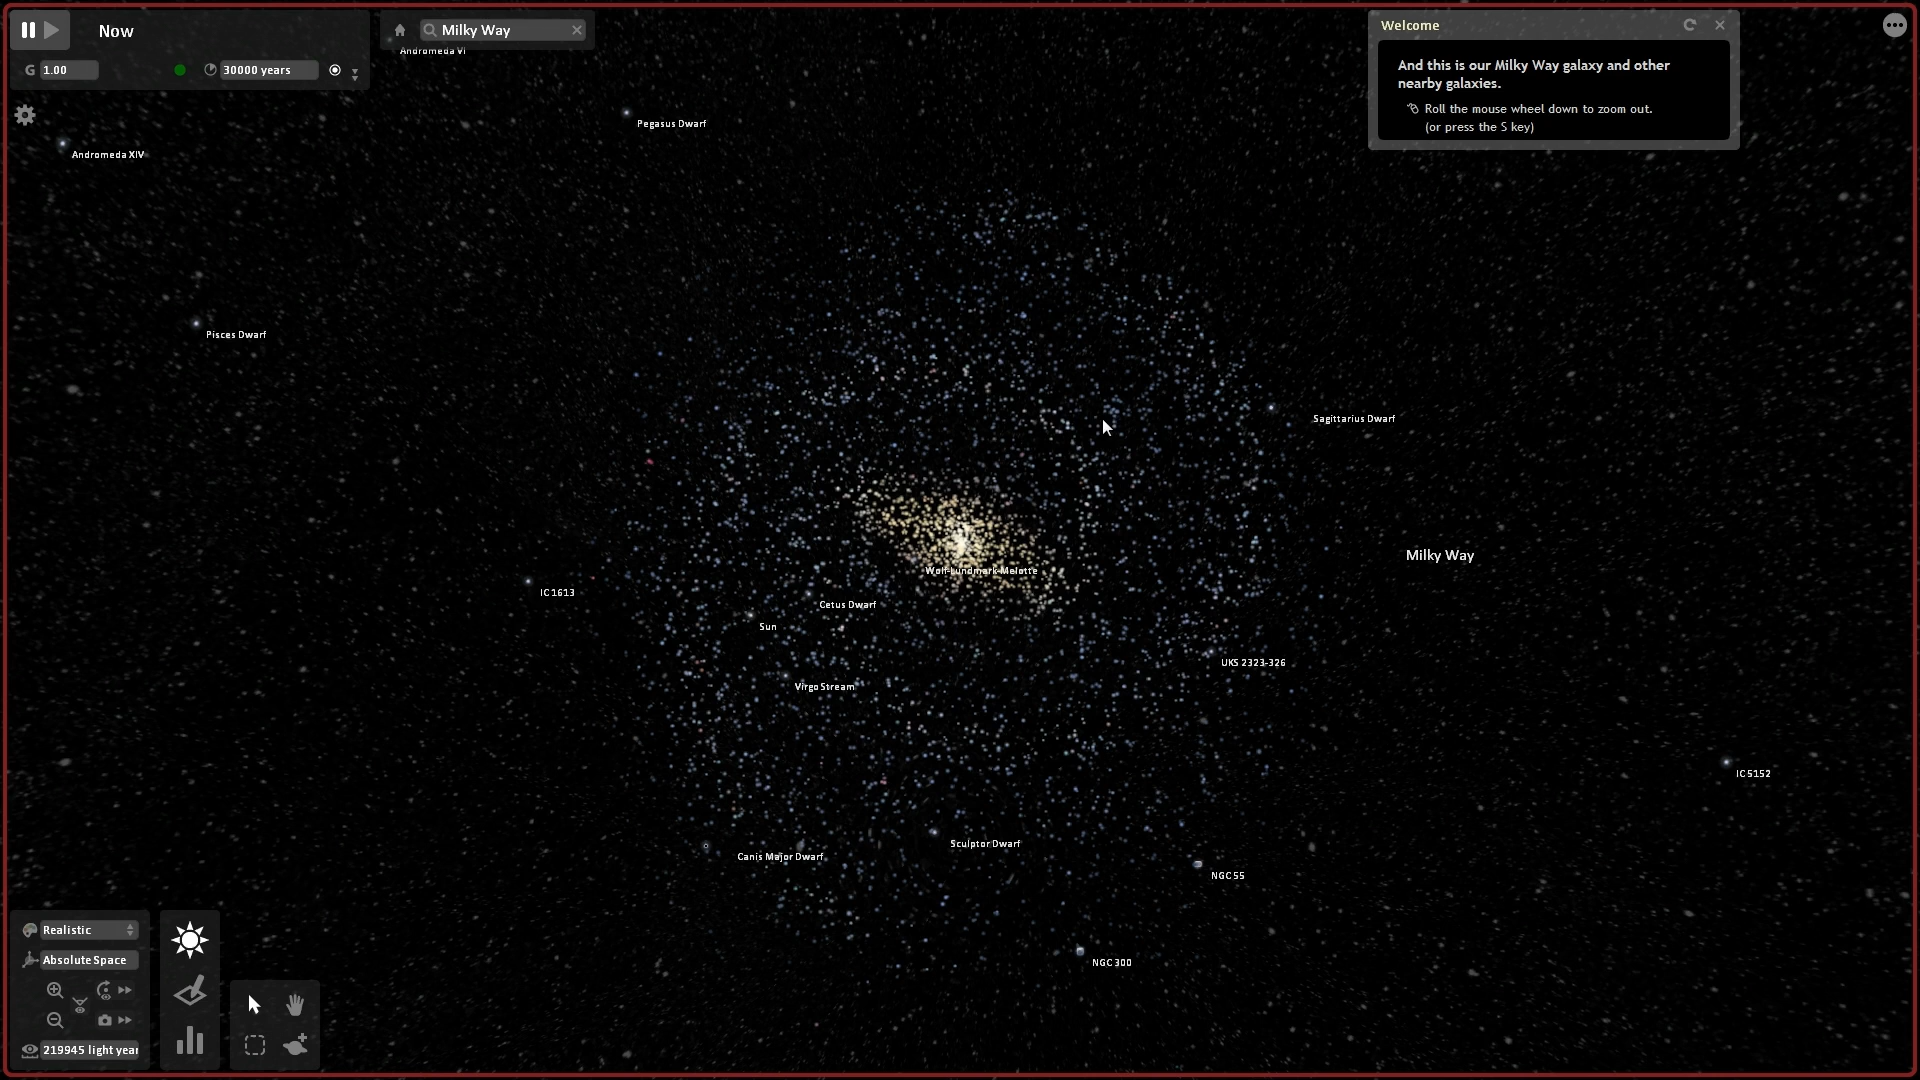 Now
Milky Way
Welcome
Andromeda VI
And this is our Milky Way galaxy and other
nearby galaxies.
G 1.00
30000 years
Roll the mouse wheel down to zoom out.
(or press the S key)
Pegasus Dwarf
Andromeda XIV
Pisces Dwarf
Sagittarius Dwarf
Milky Way
Wolf-Lundmark-Melotte
IC 1613
Cetus Dwarf
Sun
UKS 2323-326
Virgo Stream
IC 5152
Sculptor Dwarf
Canis Major Dwarf
NGC 55
Realistic
Absolute Space
NGC 300
219945 light year